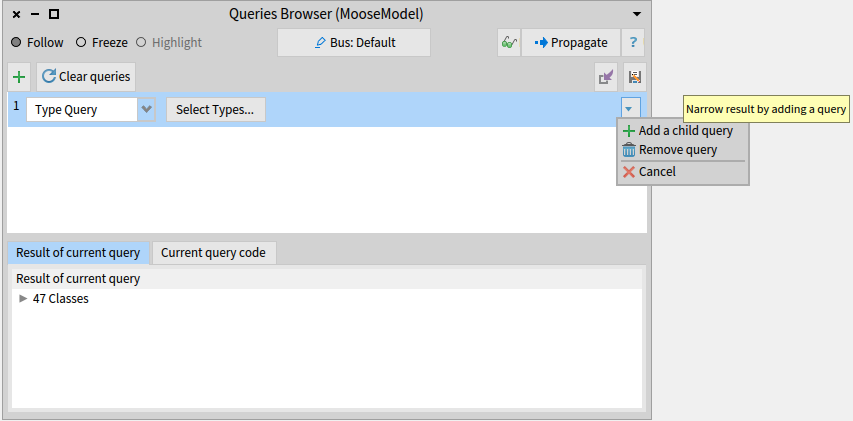 Queries Browser (MooseModel)
Follow Freeze Highlight Bus: Default Propagate ?
Clear queries
1 Type Query Select Types...
Narrow result by adding a query
Add a child query
Remove query
Cancel
Result of current query Current query code
Result of current query
47 Classes